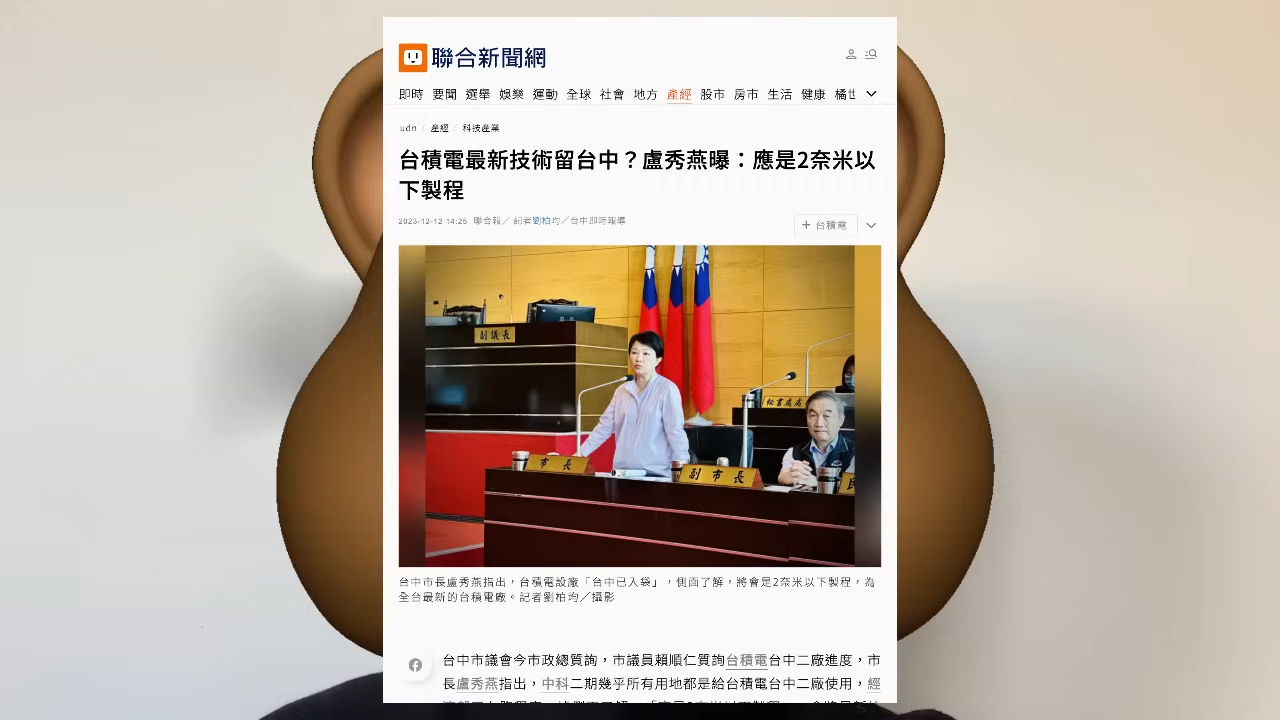 聯合新聞網
即時 要聞 選舉 娛樂 運動 全球 社會 地方 產經 股市 房市 生活 健康 橘世
udn / 產經 / 科技產業
台積電最新技術留台中？盧秀燕曝：應是2奈米以
下製程
2023-12-12 14:25 聯合報／ 記者劉柏均／台中即時報導
+ 台積電
副議長
秘書處處
市長
副市長
台中市長盧秀燕指出，台積電設廠「台中已入袋」，側面了解，將會是2奈米以下製程，為
全台最新的台積電廠。記者劉柏均／攝影
台中市議會今市政總質詢，市議員賴順仁質詢台積電台中二廠進度，市
長盧秀燕指出，中科二期幾乎所有用地都是給台積電台中二廠使用，經